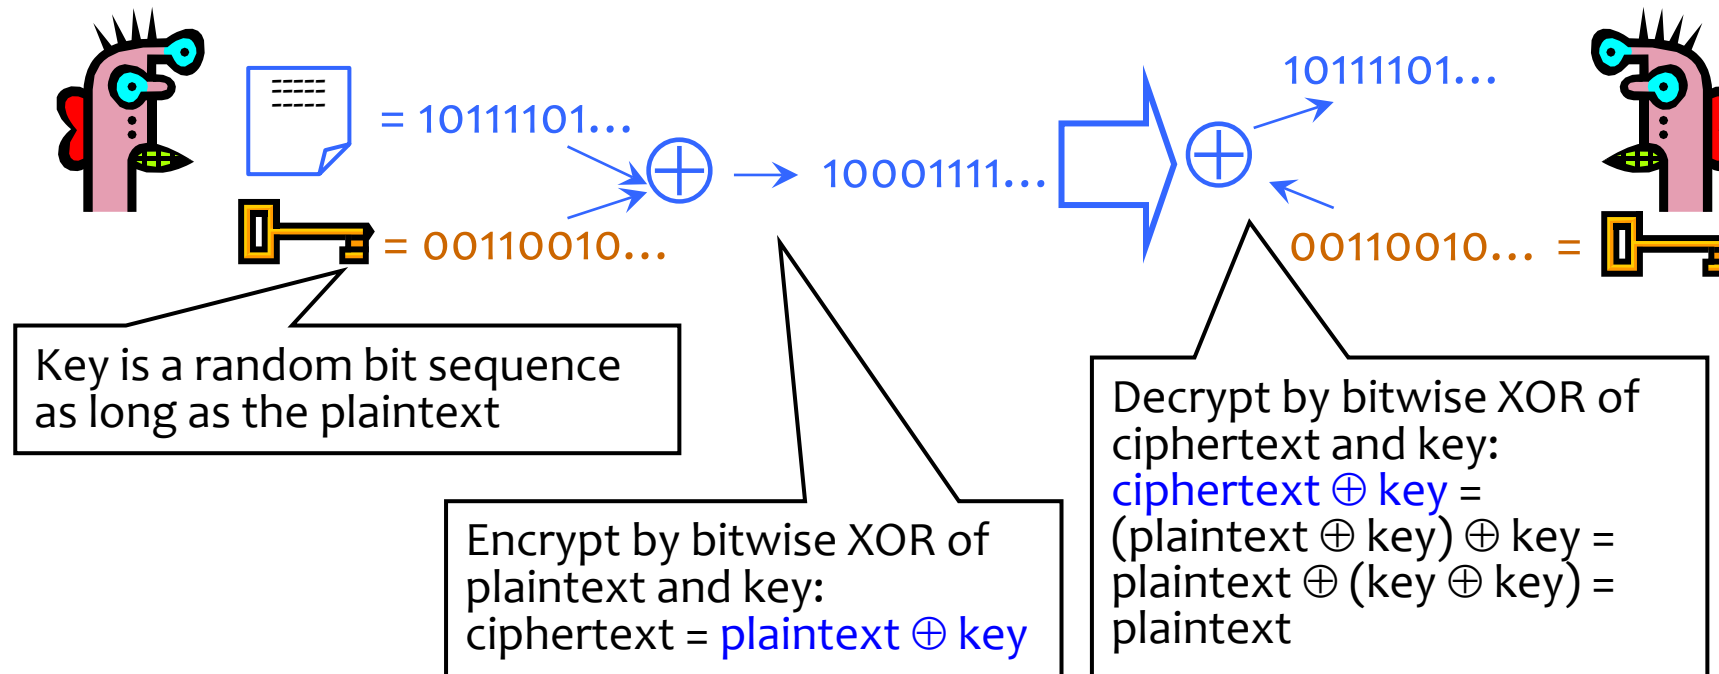 = 10111101...
= 00110010...
10001111...
10111101...
00110010... =
Key is a random bit sequence
as long as the plaintext
Encrypt by bitwise XOR of
plaintext and key:
ciphertext = plaintext ⊕ key
Decrypt by bitwise XOR of
ciphertext and key:
ciphertext ⊕ key =
(plaintext ⊕ key) ⊕ key =
plaintext ⊕ (key ⊕ key) =
plaintext